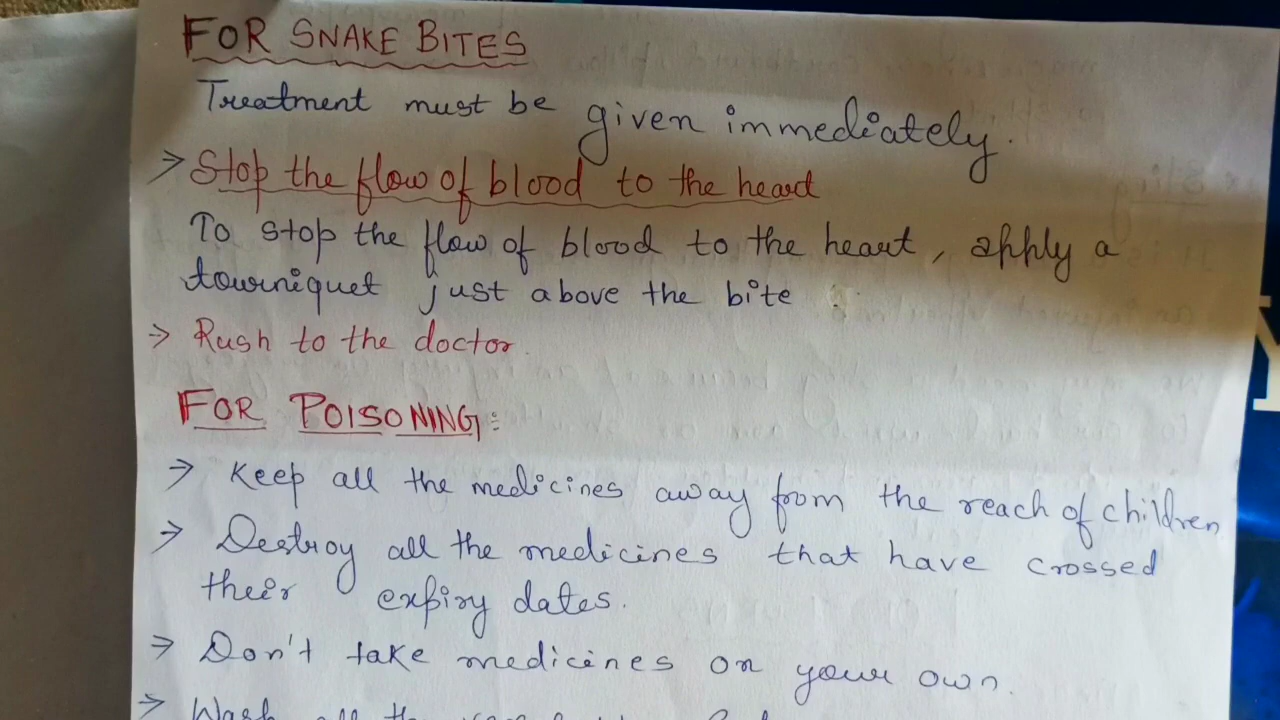 FOR SNAKE BITES
Treatment must be given immediately.
> Stop the flow of blood to the heart
To stop the flow of blood to the heart, apply a
tourniquet just above the bite
> Rush to the doctor.
FOR POISONING:
> Keep all the medicines away from the reach of children
> Destroy all the medicines that have crossed
their expiry dates.
> Don't take medicines on your own.
> Wash all the
Y